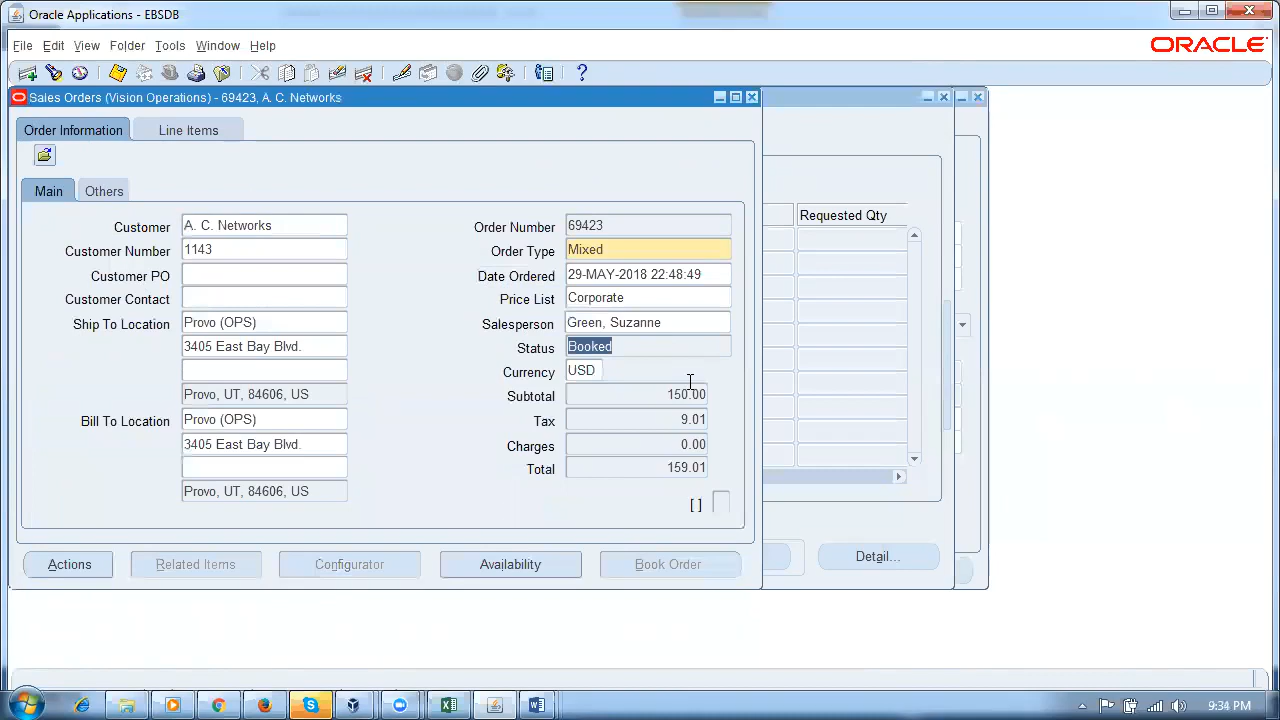 Oracle Applications - EBSDB
File Edit View Folder Tools Window Help
ORACLE
Sales Orders (Vision Operations) - 69423, A. C. Networks
Order Information Line Items
Main Others
Customer A. C. Networks
Customer Number 1143
Customer PO
Customer Contact
Ship To Location Provo (OPS)
3405 East Bay Blvd.
Provo, UT, 84606, US
Bill To Location Provo (OPS)
3405 East Bay Blvd.
Provo, UT, 84606, US
Order Number 69423
Order Type Mixed
Date Ordered 29-MAY-2018 22:48:49
Price List Corporate
Salesperson Green, Suzanne
Status Booked
Currency USD
Subtotal 150.00
Tax 9.01
Charges 0.00
Total 159.01
[ ]
Actions Related Items Configurator Availability Book Order
Requested Qty
Detail...
9:34 PM